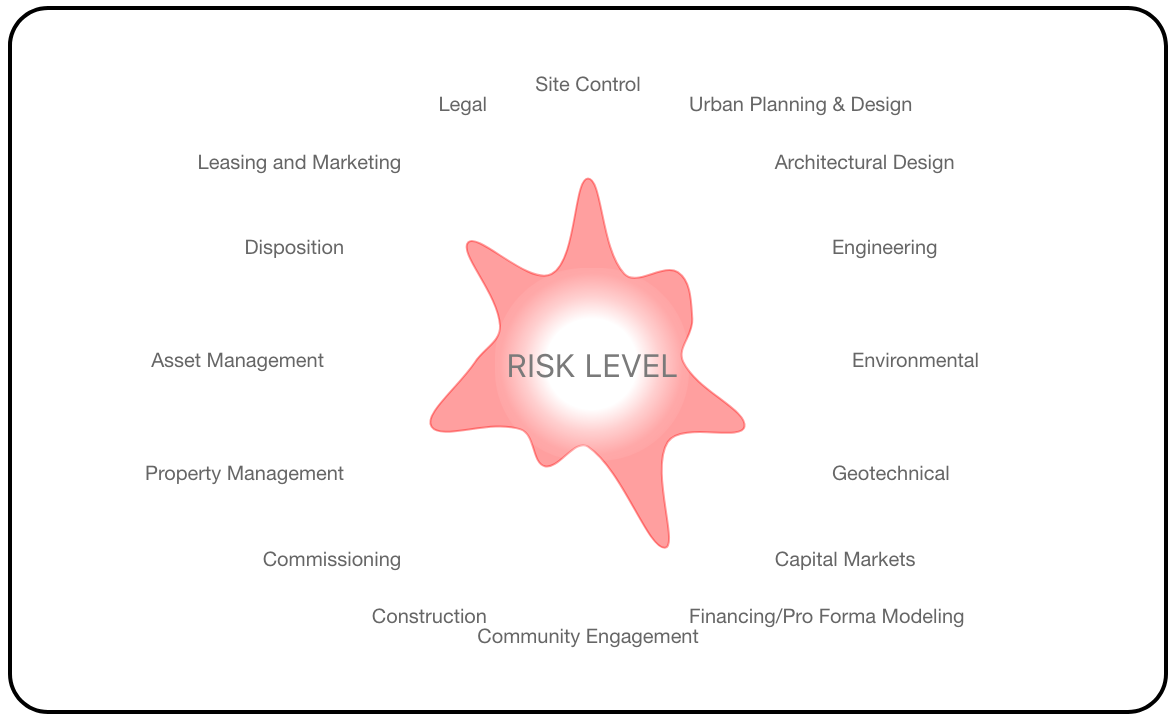 Site Control
Legal
Urban Planning & Design
Leasing and Marketing
Architectural Design
Disposition
Engineering
RISK LEVEL
Asset Management
Environmental
Property Management
Geotechnical
Commissioning
Capital Markets
Construction
Financing/Pro Forma Modeling
Community Engagement